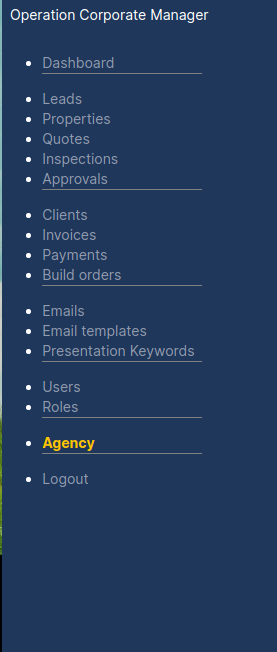 Operation Corporate Manager
Dashboard
Leads
Properties
Quotes
Inspections
Approvals
Clients
Invoices
Payments
Build orders
Emails
Email templates
Presentation Keywords
Users
Roles
Agency
Logout